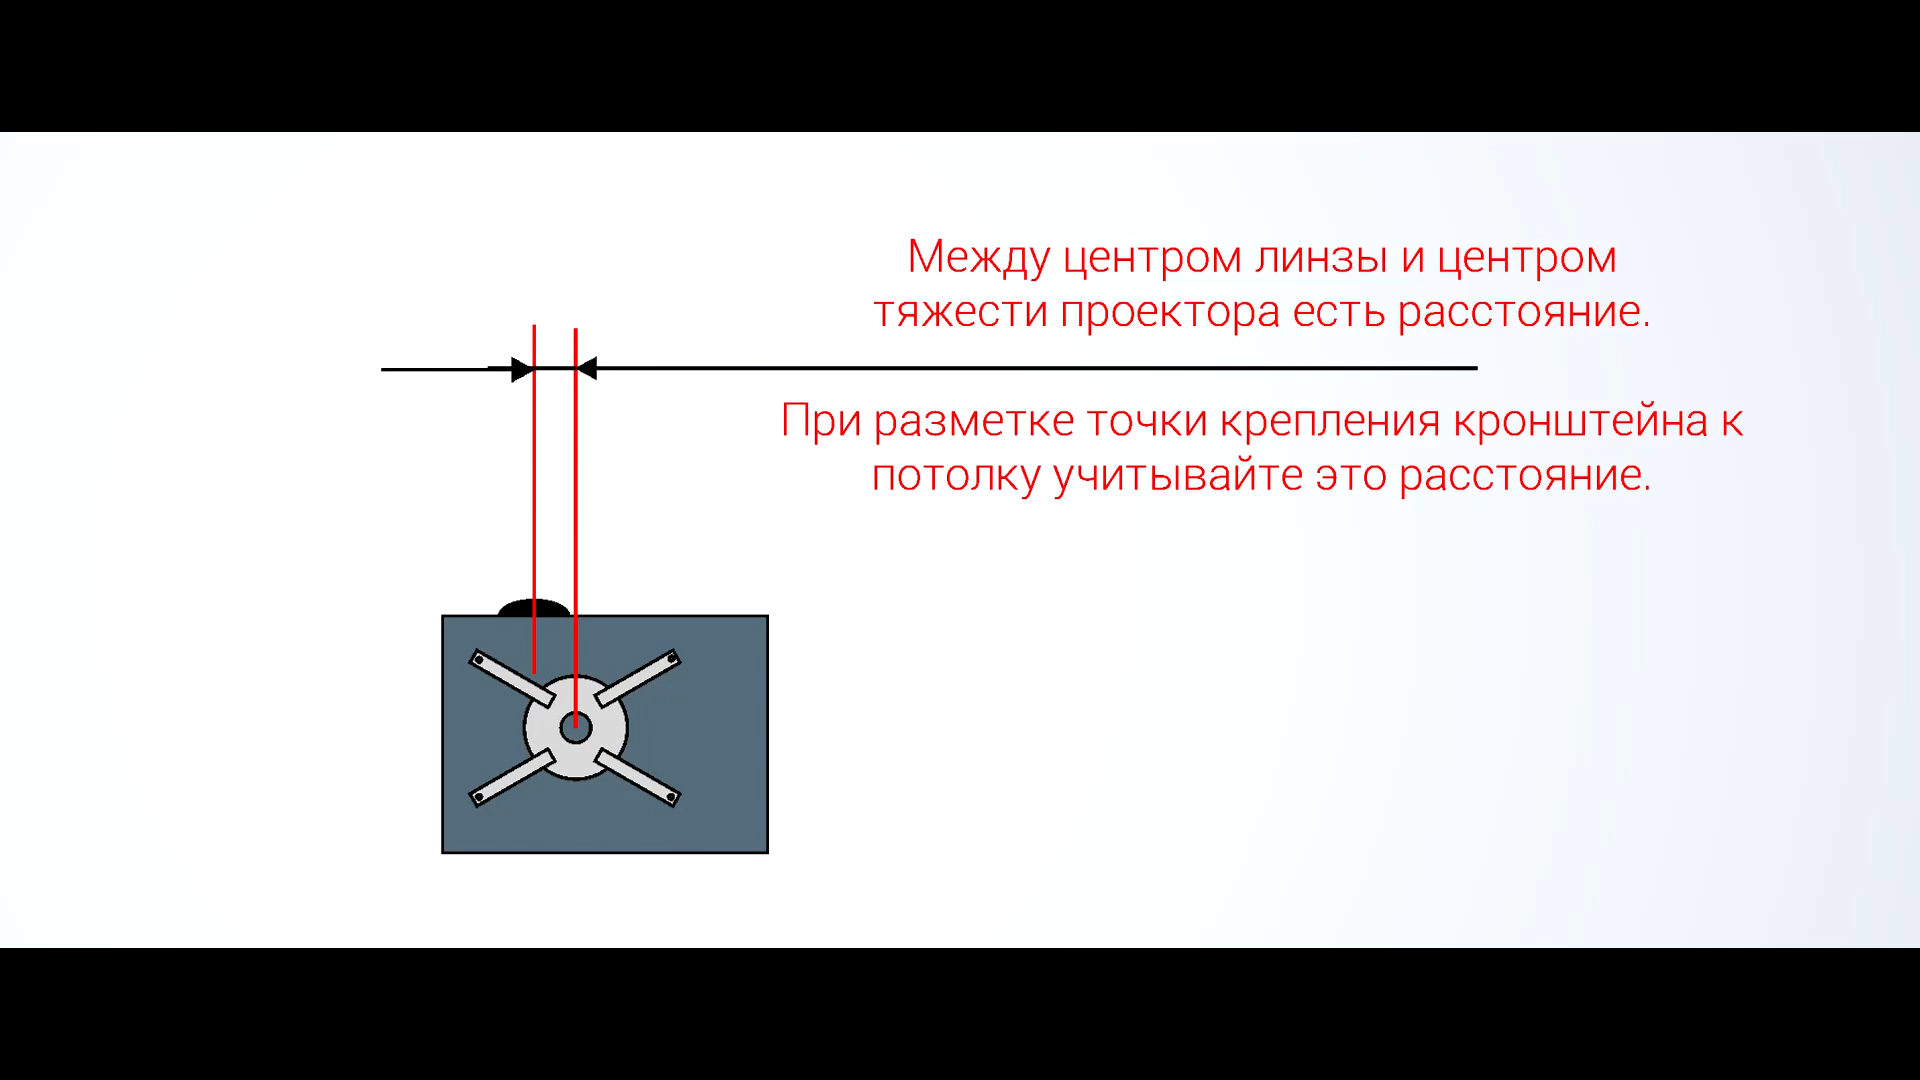 Между центром линзы и центром
тяжести проектора есть расстояние.
При разметке точки крепления кронштейна к
потолку учитывайте это расстояние.